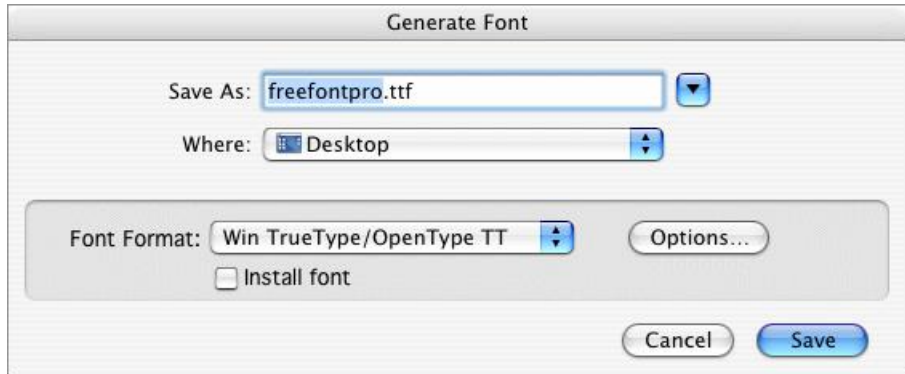 Generate Font
Save As: freefontpro.ttf
Where: Desktop
Font Format: Win TrueType/OpenType TT Options...
Install font
Cancel Save